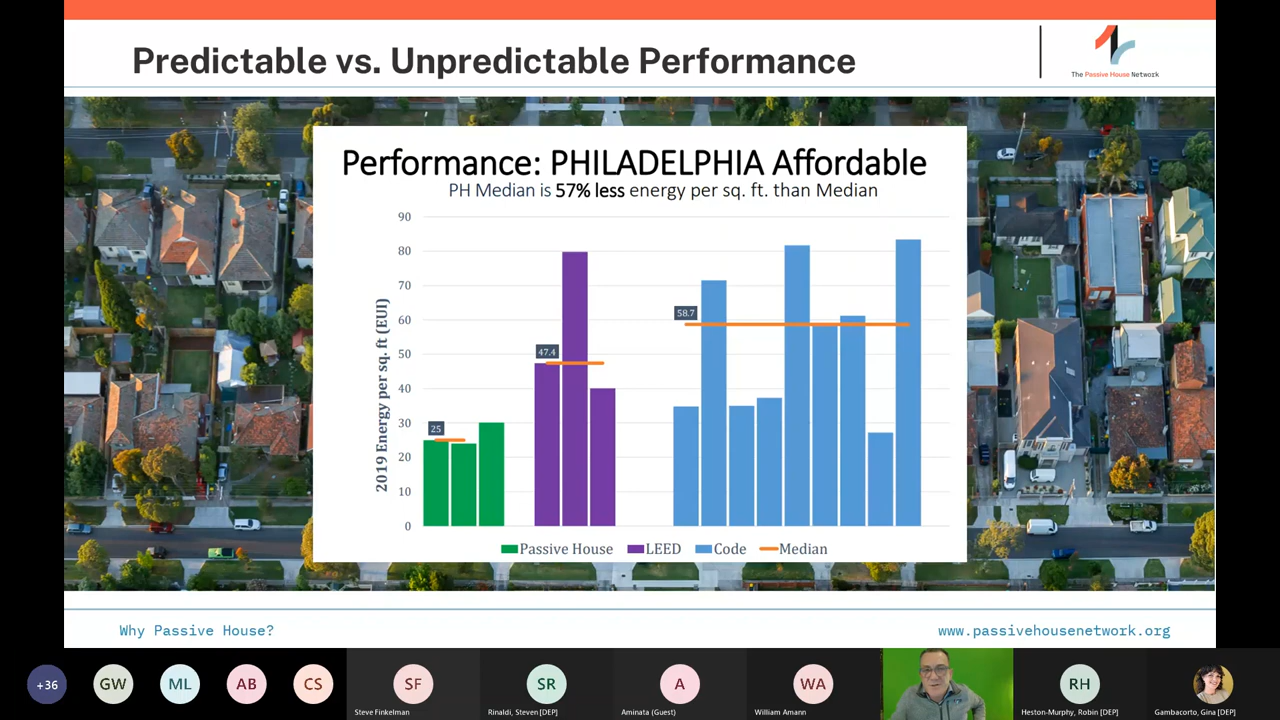 Predictable vs. Unpredictable Performance
The Passive House Network
Performance: PHILADELPHIA Affordable
PH Median is 57% less energy per sq. ft. than Median
2019 Energy per sq. ft (EUI)
90
80
70
60
50
40
30
20
10
0
25
47.4
58.7
Passive House LEED Code Median
Why Passive House?
www.passivehousenetwork.org
+36 GW ML AB CS SF SR A WA RH
Steve Finkelman Rinaldi, Steven [DEP] Aminata (Guest) William Amann Heston-Murphy, Robin [DEP] Gambacorto, Gina [DEP]